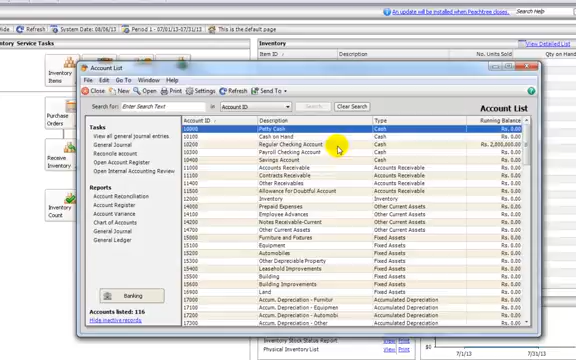 An update will be installed when Peachtree closes.
Search Help
Hide
Refresh
System Date: 08/06/13
Period 1 - 07/01/13-07/31/13
This is the default page
Inventory Service Tasks
Inventory
View Detailed List
Item ID
Description
No. Units Sold
Qty on Hand
Inventory
Items
Purchase
Orders
Receive
Inventory
Inventory
Count
Account List
File Edit Go To Window Help
Close New Open Print Settings Refresh Send To
Search for: Enter Search Text in Account ID Search Clear Search
Account List
Tasks
View all general journal entries
General Journal
Reconcile account
Open Account Register
Open Internal Accounting Review
Reports
Account Reconciliation
Account Register
Account Variance
Chart of Accounts
General Journal
General Ledger
Banking
Accounts listed: 116
Hide inactive records
Account ID Description Type Running Balance
10000 Petty Cash Cash Rs. 0.00
10100 Cash on Hand Cash Rs. 0.00
10200 Regular Checking Account Cash Rs. 2,000,000.00
10300 Payroll Checking Account Cash Rs. 0.00
10400 Savings Account Cash Rs. 0.00
11000 Accounts Receivable Accounts Receivable Rs. 0.00
11100 Contracts Receivable Accounts Receivable Rs. 0.00
11400 Other Receivables Accounts Receivable Rs. 0.00
11500 Allowance for Doubtful Account Accounts Receivable Rs. 0.00
12000 Inventory Inventory Rs. 0.00
14000 Prepaid Expenses Other Current Assets Rs. 0.00
14100 Employee Advances Other Current Assets Rs. 0.00
14200 Notes Receivable-Current Other Current Assets Rs. 0.00
14700 Other Current Assets Other Current Assets Rs. 0.00
15000 Furniture and Fixtures Fixed Assets Rs. 0.00
15100 Equipment Fixed Assets Rs. 0.00
15200 Automobiles Fixed Assets Rs. 0.00
15300 Other Depreciable Property Fixed Assets Rs. 0.00
15400 Leasehold Improvements Fixed Assets Rs. 0.00
15500 Building Fixed Assets Rs. 0.00
15600 Building Improvements Fixed Assets Rs. 0.00
16900 Land Fixed Assets Rs. 0.00
17000 Accum. Depreciation - Furnitur Accumulated Depreciation Rs. 0.00
17100 Accum. Depreciation - Equipmen Accumulated Depreciation Rs. 0.00
17200 Accum. Depreciation - Automobi Accumulated Depreciation Rs. 0.00
17300 Accum. Depreciation - Other Accumulated Depreciation Rs. 0.00
Inventory Stock Status Report View Print
Physical Inventory List View Print
$0
7/1/13
7/31/13